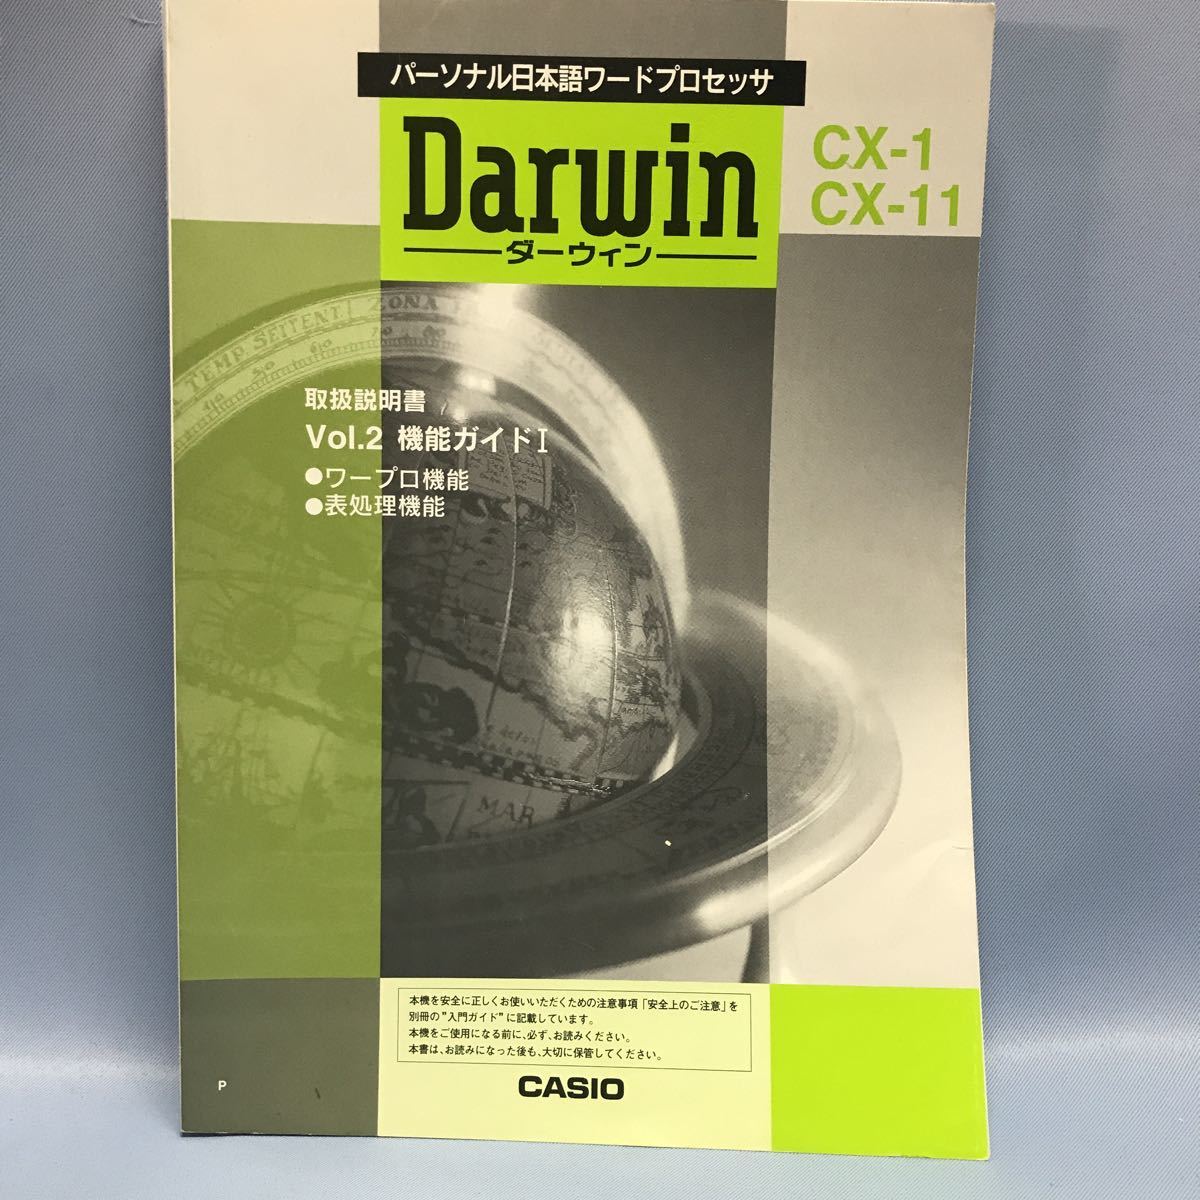 パーソナル日本語ワードプロセッサ
Darwin
ダーウィン
CX-1
CX-11
TEMP SEITENT ZONA
60 70 80
取扱説明書
Vol.2 機能ガイドI
●ワープロ機能
●表処理機能
MAR
本機を安全に正しくお使いいただくための注意事項「安全上のご注意」を
別冊の"入門ガイド"に記載しています。
本機をご使用になる前に、必ず、お読みください。
本書は、お読みになった後も、大切に保管してください。
P
CASIO